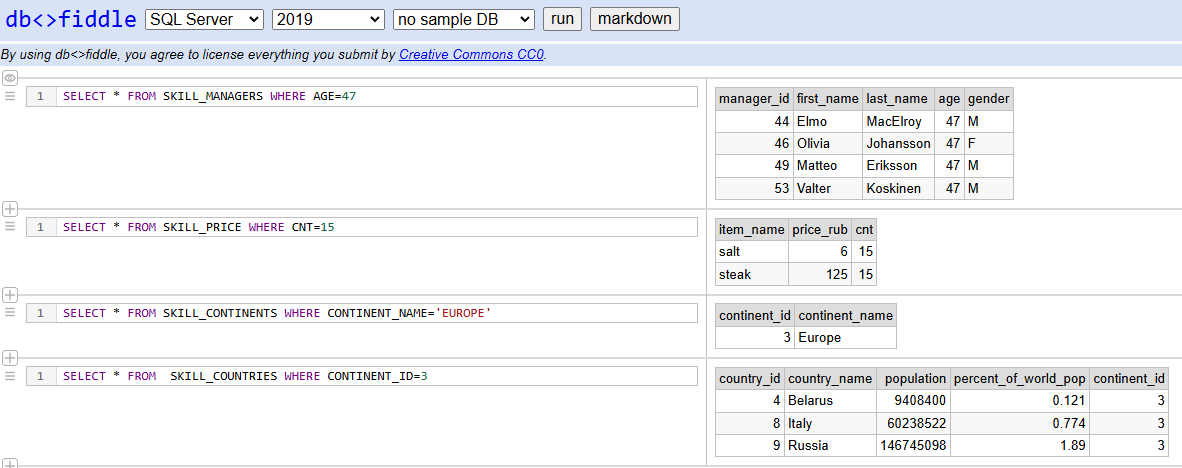 db<>fiddle SQL Server 2019 no sample DB run markdown
By using db<>fiddle, you agree to license everything you submit by Creative Commons CC0.
1 SELECT * FROM SKILL_MANAGERS WHERE AGE=47
manager_id first_name last_name age gender
44 Elmo MacElroy 47 M
46 Olivia Johansson 47 F
49 Matteo Eriksson 47 M
53 Valter Koskinen 47 M
1 SELECT * FROM SKILL_PRICE WHERE CNT=15
item_name price_rub cnt
salt 6 15
steak 125 15
1 SELECT * FROM SKILL_CONTINENTS WHERE CONTINENT_NAME='EUROPE'
continent_id continent_name
3 Europe
1 SELECT * FROM  SKILL_COUNTRIES WHERE CONTINENT_ID=3
country_id country_name population percent_of_world_pop continent_id
4 Belarus 9408400 0.121 3
8 Italy 60238522 0.774 3
9 Russia 146745098 1.89 3